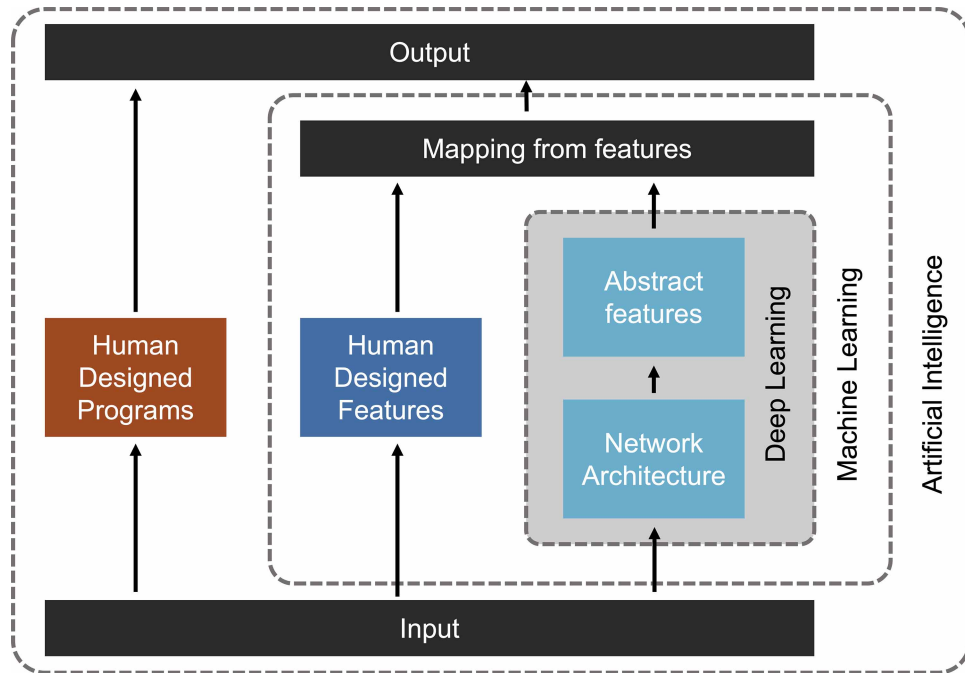 Output
Mapping from features
Abstract
features
Human
Designed
Programs
Human
Designed
Features
Network
Architecture
Deep Learning
Machine Learning
Artificial Intelligence
Input